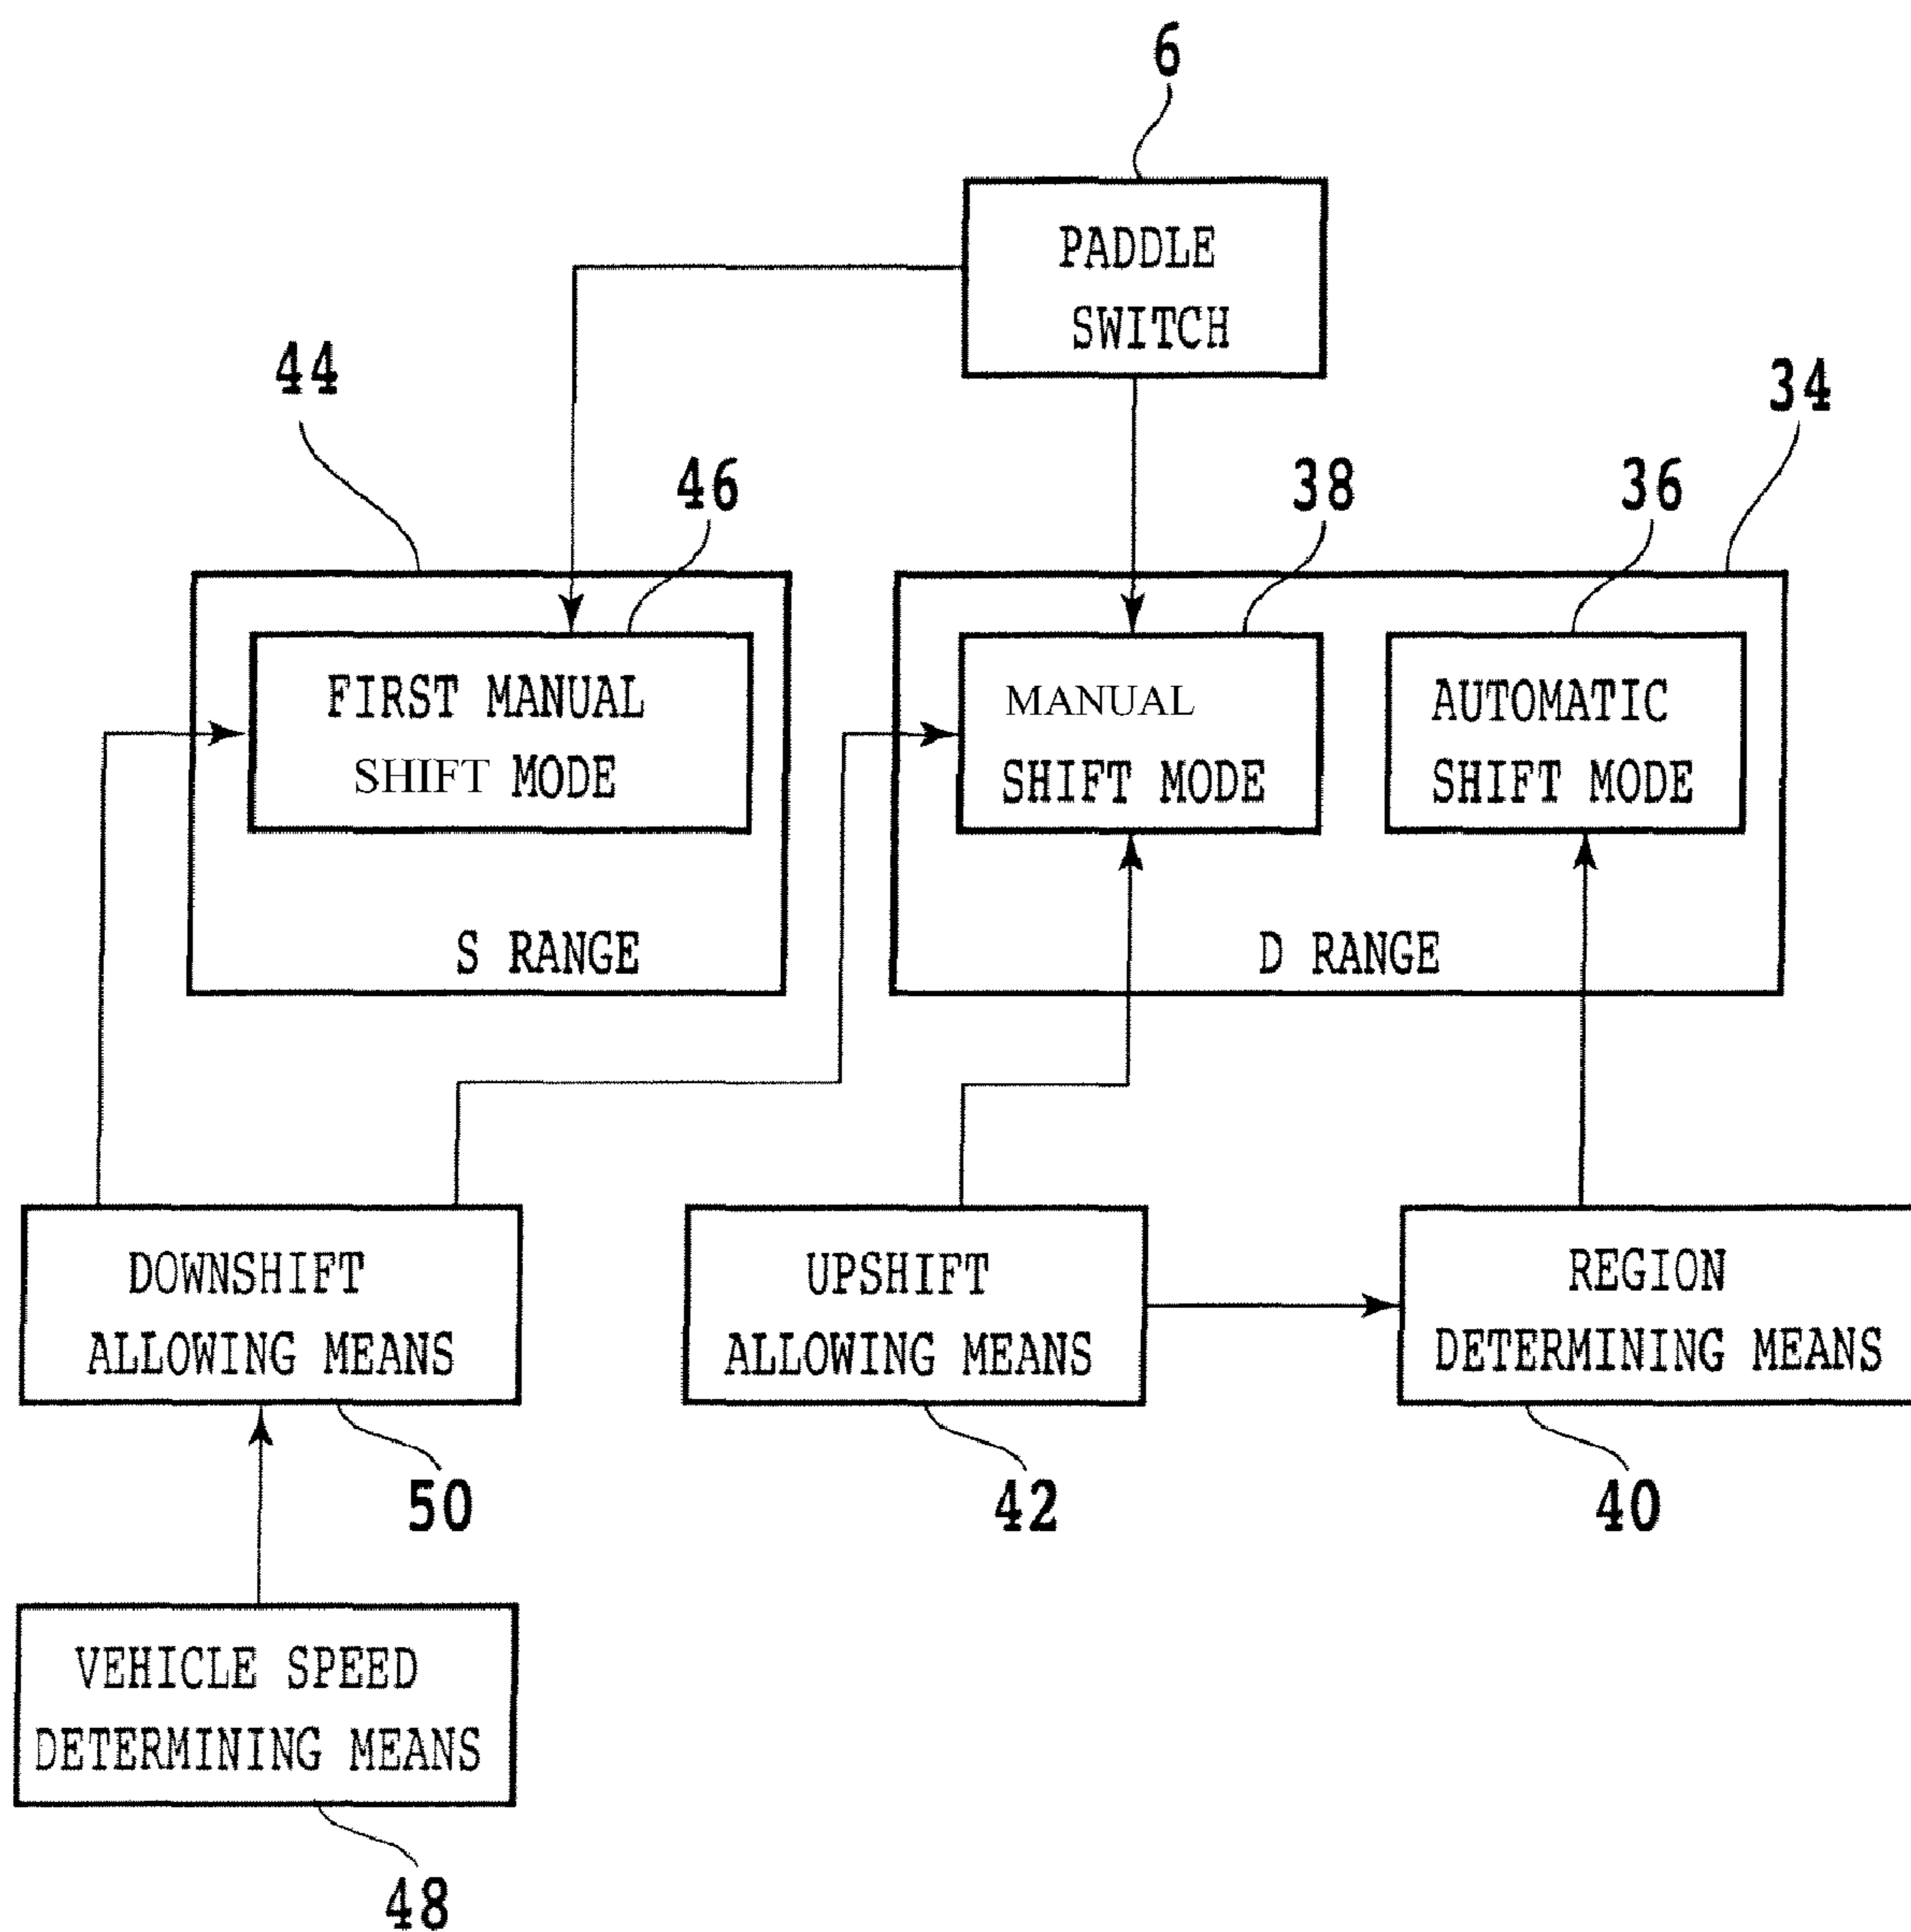 6
PADDLE
SWITCH
44
46
38
36
34
FIRST MANUAL
SHIFT MODE
MANUAL
SHIFT MODE
AUTOMATIC
SHIFT MODE
S RANGE
D RANGE
DOWNSHIFT
ALLOWING MEANS
UPSHIFT
ALLOWING MEANS
REGION
DETERMINING MEANS
50
42
40
VEHICLE SPEED
DETERMINING MEANS
48